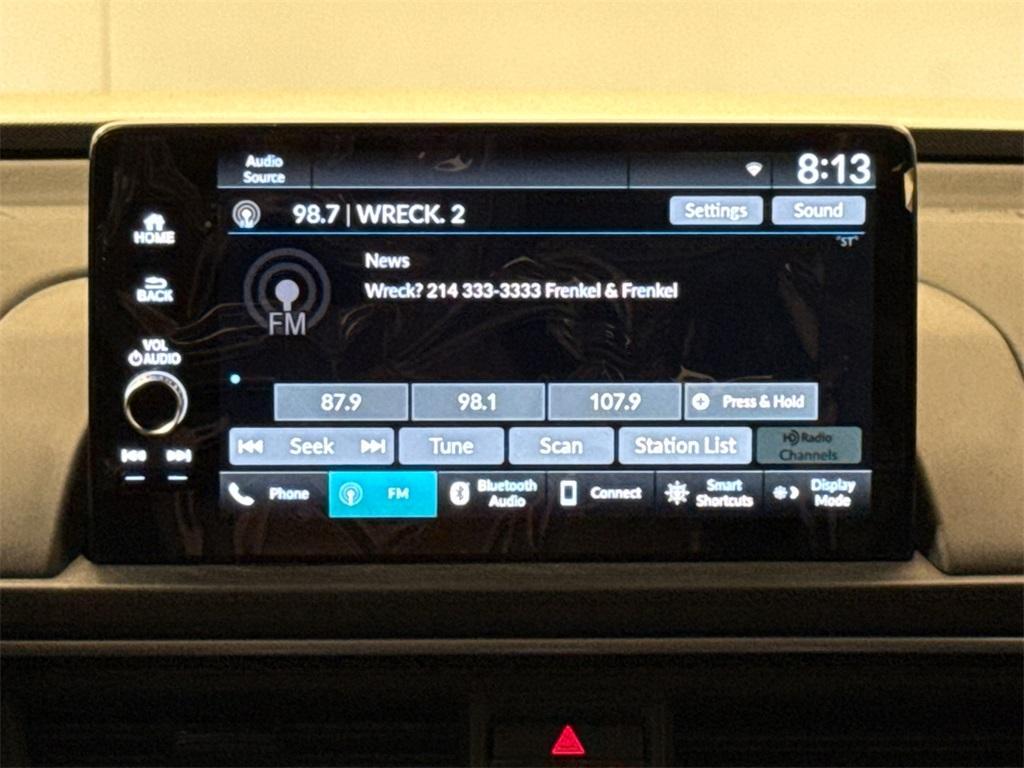 Audio
Source
8:13
98.7 | WRECK. 2
Settings
Sound
"ST"
HOME
News
BACK
Wreck? 214 333-3333 Frenkel & Frenkel
FM
VOL
AUDIO
87.9
98.1
107.9
Press & Hold
Seek
Tune
Scan
Station List
HD Radio
Channels
Phone
FM
Bluetooth
Audio
Connect
Smart
Shortcuts
Display
Mode